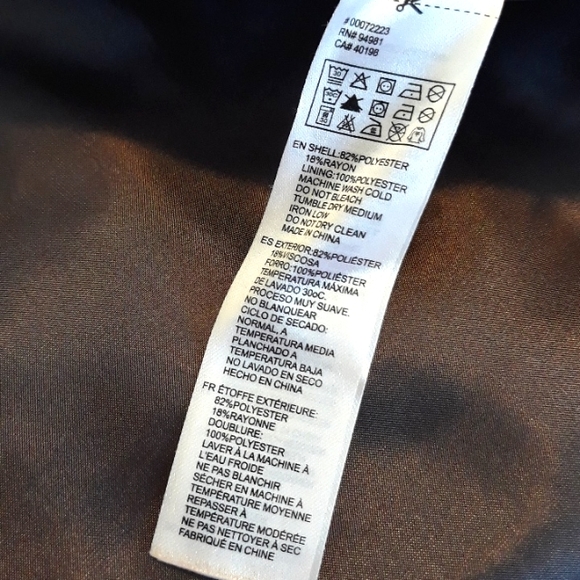 #00072223
RN# 94981
CA# 40198
EN SHELL:82%POLYESTER
18%RAYON
LINING:100%POLYESTER
MACHINE WASH COLD
DO NOT BLEACH
TUMBLE DRY MEDIUM
IRON LOW
DO NOT DRY CLEAN
MADE IN CHINA
ES EXTERIOR:82%POLIÉSTER
18%VISCOSA
FORRO:100%POLIÉSTER
TEMPERATURA MÁXIMA
DE LAVADO 30oC.
PROCESO MUY SUAVE.
NO BLANQUEAR
CICLO DE SECADO:
NORMAL, A
TEMPERATURA MEDIA
PLANCHADO A
TEMPERATURA BAJA
NO LAVADO EN SECO
HECHO EN CHINA
FR ÉTOFFE EXTÉRIEURE:
82%POLYESTER
18%RAYONNE
DOUBLURE:
100%POLYESTER
LAVER À LA MACHINE À
L'EAU FROIDE
NE PAS BLANCHIR
SÉCHER EN MACHINE À
TEMPÉRATURE MOYENNE
REPASSER À
TEMPÉRATURE MODÉRÉE
NE PAS NETTOYER À SEC
FABRIQUÉ EN CHINE